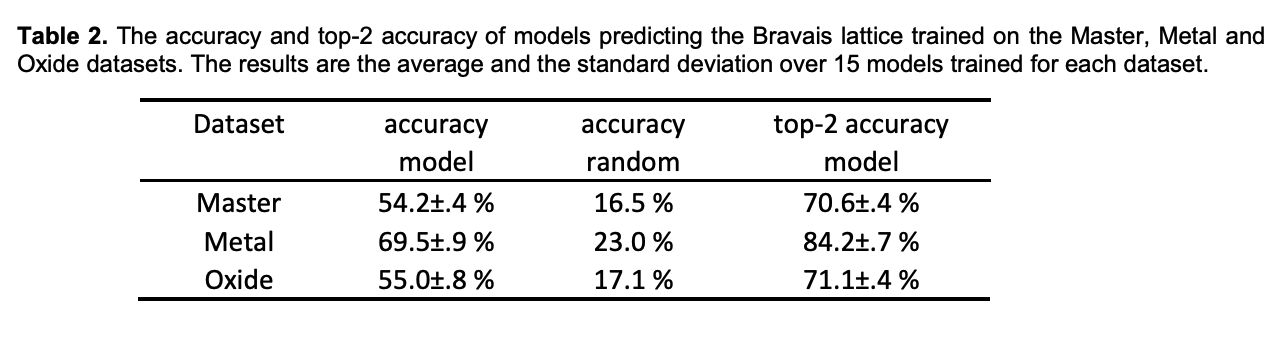 Table 2. The accuracy and top-2 accuracy of models predicting the Bravais lattice trained on the Master, Metal and
Oxide datasets. The results are the average and the standard deviation over 15 models trained for each dataset.
Dataset accuracy accuracy top-2 accuracy
model random model
Master 54.2±.4 % 16.5 % 70.6±.4 %
Metal 69.5±.9 % 23.0 % 84.2±.7 %
Oxide 55.0±.8 % 17.1 % 71.1±.4 %